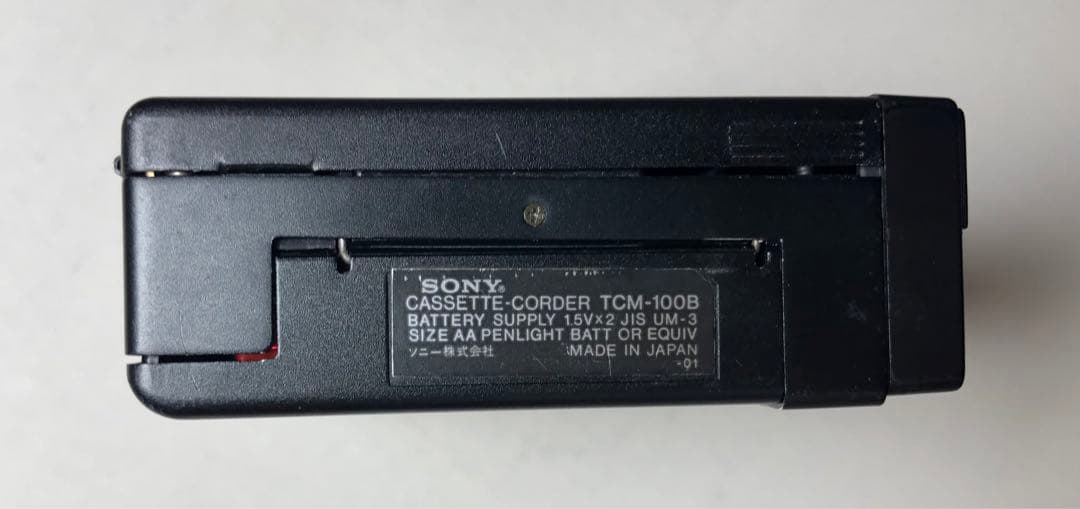 SONY®
CASSETTE-CORDER TCM-100B
BATTERY SUPPLY 1.5V×2 JIS UM-3
SIZE AA PENLIGHT BATT OR EQUIV
ソニー株式会社 MADE IN JAPAN
-01